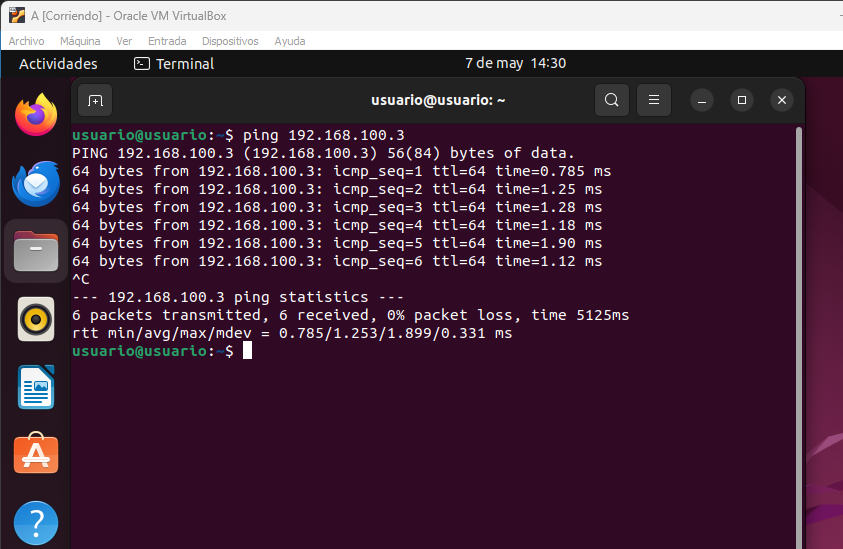 A [Corriendo] - Oracle VM VirtualBox
Archivo Máquina Ver Entrada Dispositivos Ayuda
Actividades Terminal 7 de may 14:30
usuario@usuario: ~
usuario@usuario:~$ ping 192.168.100.3
PING 192.168.100.3 (192.168.100.3) 56(84) bytes of data.
64 bytes from 192.168.100.3: icmp_seq=1 ttl=64 time=0.785 ms
64 bytes from 192.168.100.3: icmp_seq=2 ttl=64 time=1.25 ms
64 bytes from 192.168.100.3: icmp_seq=3 ttl=64 time=1.28 ms
64 bytes from 192.168.100.3: icmp_seq=4 ttl=64 time=1.18 ms
64 bytes from 192.168.100.3: icmp_seq=5 ttl=64 time=1.90 ms
64 bytes from 192.168.100.3: icmp_seq=6 ttl=64 time=1.12 ms
^C
--- 192.168.100.3 ping statistics ---
6 packets transmitted, 6 received, 0% packet loss, time 5125ms
rtt min/avg/max/mdev = 0.785/1.253/1.899/0.331 ms
usuario@usuario:~$